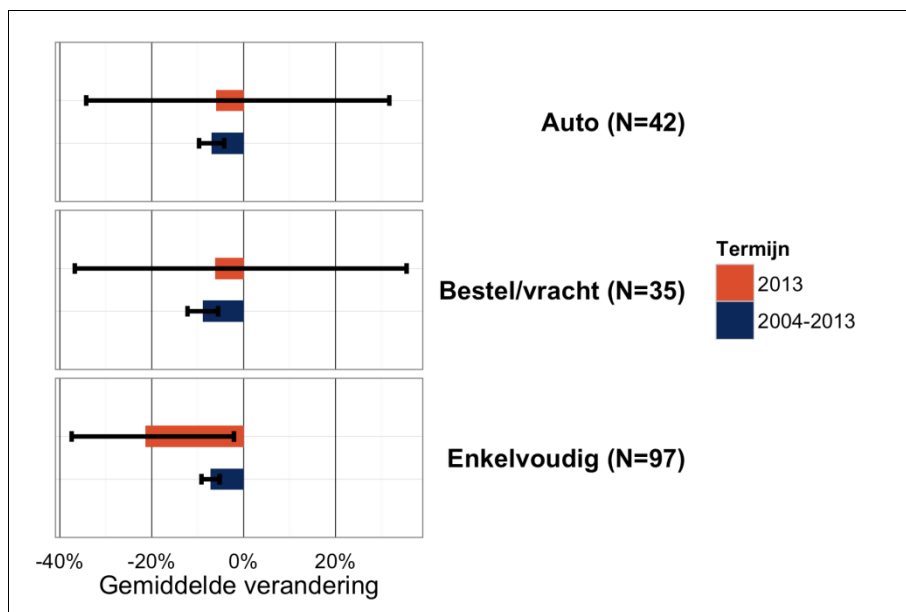 Auto (N=42)
Bestel/vracht (N=35)
Enkelvoudig (N=97)
Termijn
2013
2004-2013
-40% -20% 0% 20%
Gemiddelde verandering